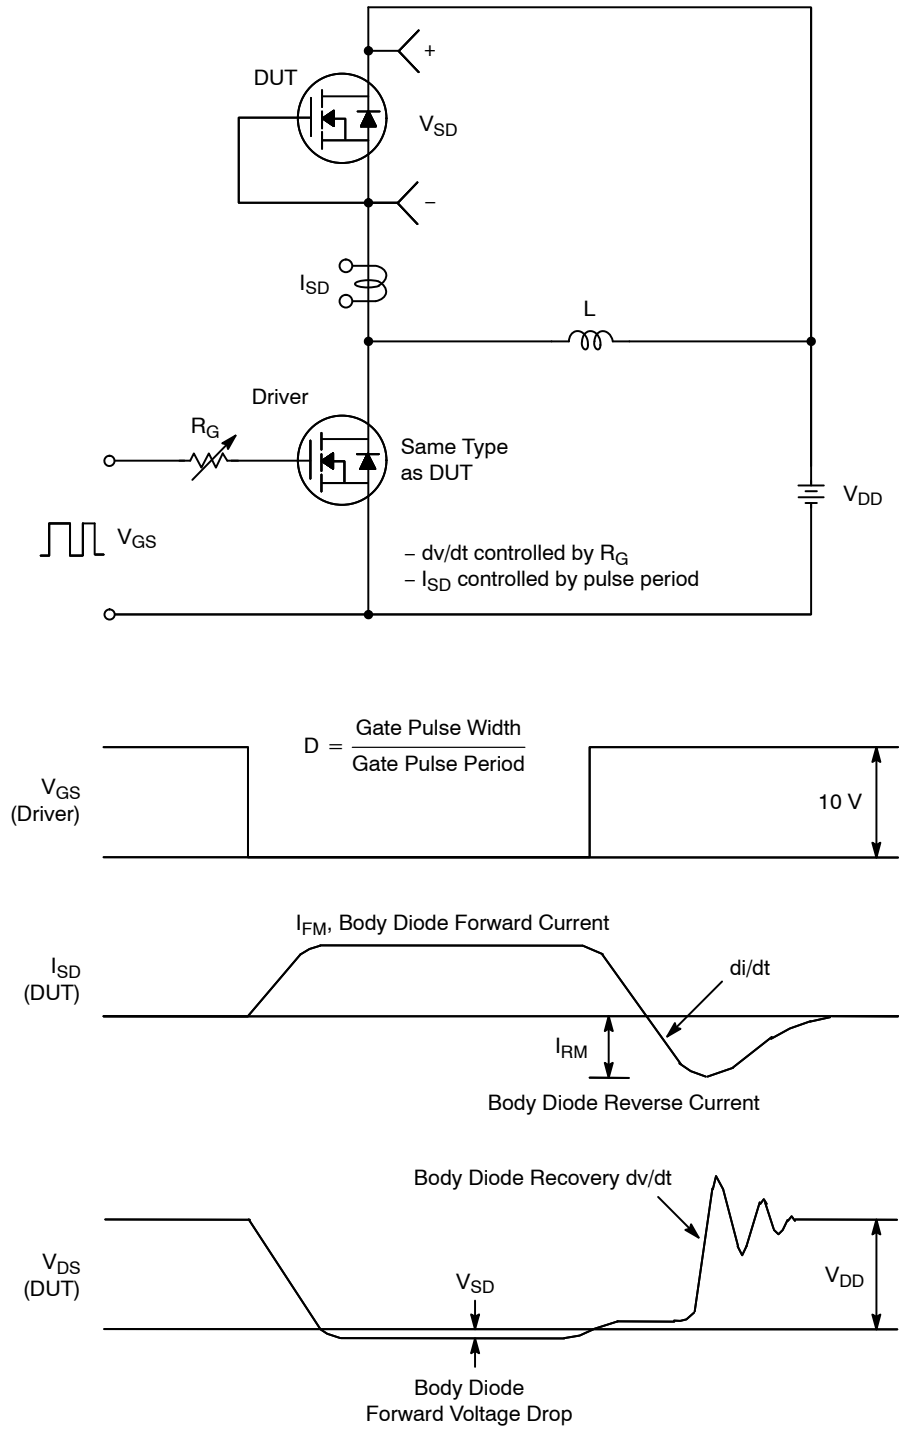 +
DUT
V_SD
−
I_SD
L
Driver
R_G
Same Type
as DUT
V_DD
V_GS
− dv/dt controlled by R_G
− I_SD controlled by pulse period
D = Gate Pulse Width
Gate Pulse Period
V_GS
(Driver)
10 V
I_FM, Body Diode Forward Current
I_SD
(DUT)
di/dt
I_RM
Body Diode Reverse Current
Body Diode Recovery dv/dt
V_DS
(DUT)
V_SD
V_DD
Body Diode
Forward Voltage Drop